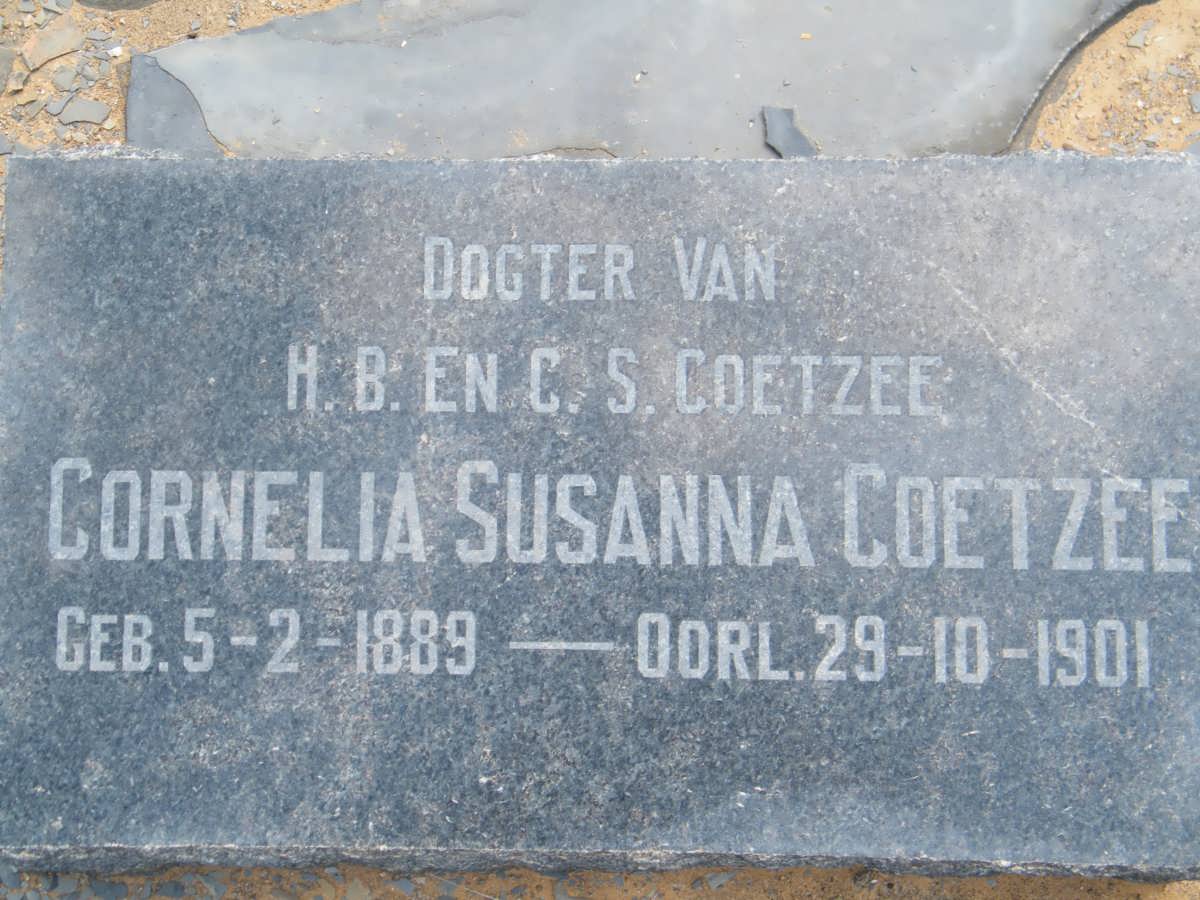 DOGTER VAN
H. B. EN C. S. COETZEE
CORNELIA SUSANNA COETZEE
GEB. 5-2-1889 — OORL. 29-10-1901